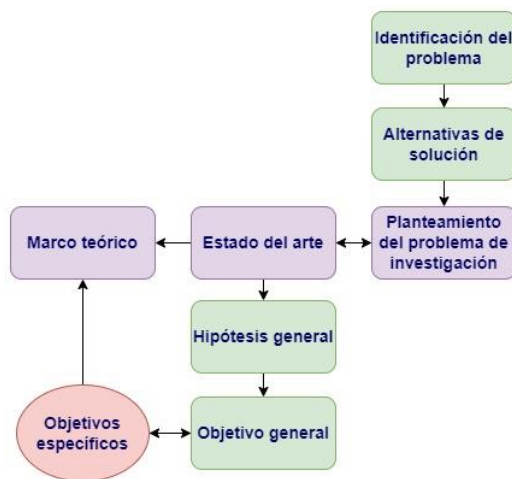 Identificación del
problema
Alternativas de
solución
Marco teórico
Estado del arte
Planteamiento
del problema de
investigación
Hipótesis general
Objetivos
específicos
Objetivo general